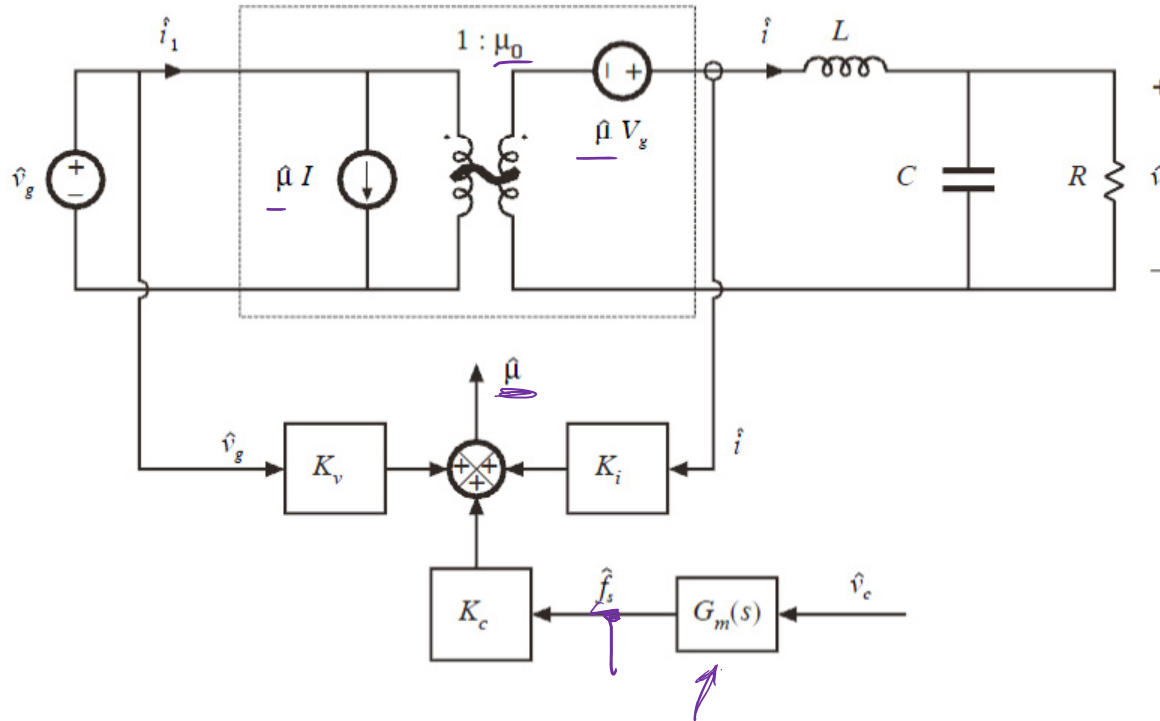 î₁ 1 : μ₀ î L
v̂g + − μ̂ I − + μ̂ Vg C R + −
μ̂
v̂g Kv + + + Ki î
Kc f̂s Gm(s) v̂c